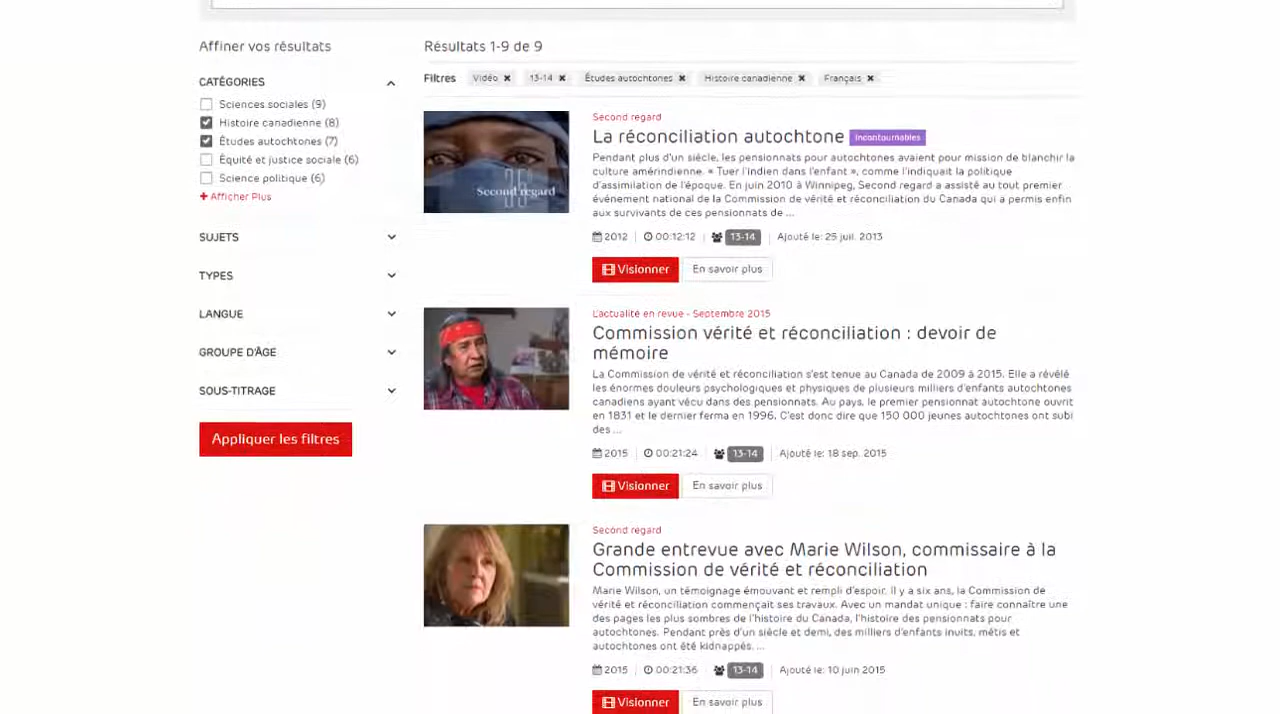 Affiner vos résultats
CATÉGORIES
Sciences sociales (9)
Histoire canadienne (8)
Études autochtones (7)
Équité et justice sociale (6)
Science politique (6)
+ Afficher Plus
SUJETS
TYPES
LANGUE
GROUPE D'ÂGE
SOUS-TITRAGE
Appliquer les filtres
Résultats 1-9 de 9
Filtres Vidéo × 13-14 × Études autochtones × Histoire canadienne × Français ×
Second regard
Second regard
La réconciliation autochtone Incontournables
Pendant plus d'un siècle, les pensionnats pour autochtones avaient pour mission de blanchir la
culture amérindienne. « Tuer l'indien dans l'enfant », comme l'indiquait la politique
d'assimilation de l'époque. En juin 2010 à Winnipeg, Second regard a assisté au tout premier
événement national de la Commission de vérité et réconciliation du Canada qui a permis enfin
aux survivants de ces pensionnats de ...
2012 | 00:12:12 | 13-14 | Ajouté le: 25 juil. 2013
Visionner En savoir plus
L'actualité en revue - Septembre 2015
Commission vérité et réconciliation : devoir de
mémoire
La Commission de vérité et réconciliation s'est tenue au Canada de 2009 à 2015. Elle a révélé
les énormes douleurs psychologiques et physiques de plusieurs milliers d'enfants autochtones
canadiens ayant vécu dans des pensionnats. Au pays, le premier pensionnat autochtone ouvrit
en 1831 et le dernier ferma en 1996. C'est donc dire que 150 000 jeunes autochtones ont subi
des ...
2015 | 00:21:24 | 13-14 | Ajouté le: 18 sep. 2015
Visionner En savoir plus
Second regard
Grande entrevue avec Marie Wilson, commissaire à la
Commission de vérité et réconciliation
Marie Wilson, un témoignage émouvant et rempli d'espoir. Il y a six ans, la Commission de
vérité et réconciliation commençait ses travaux. Avec un mandat unique : faire connaître une
des pages les plus sombres de l'histoire du Canada, l'histoire des pensionnats pour
autochtones. Pendant près d'un siècle et demi, des milliers d'enfants inuits, métis et
autochtones ont été kidnappés. ...
2015 | 00:21:36 | 13-14 | Ajouté le: 10 juin 2015
Visionner En savoir plus